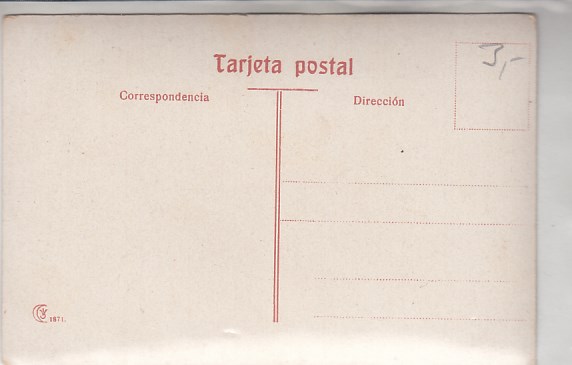 Tarjeta postal
Correspondencia
Dirección
3,-
1871.